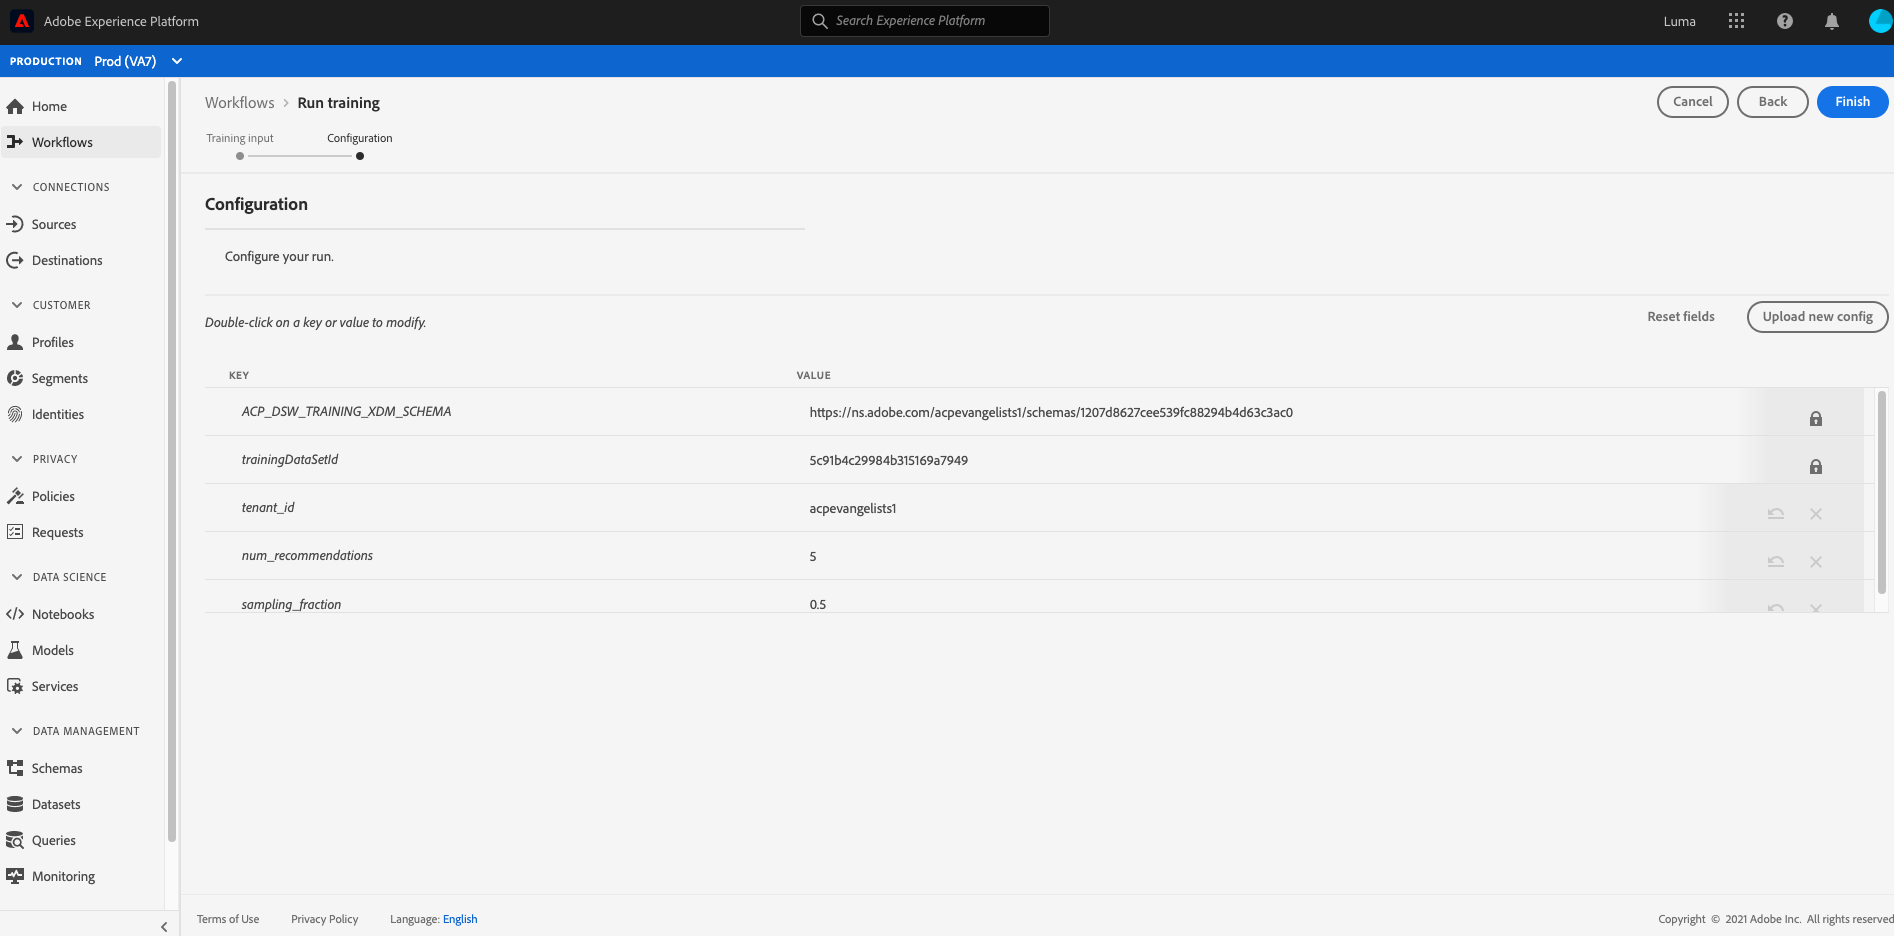 Adobe Experience Platform
Search Experience Platform
Luma
PRODUCTION Prod (VA7)
Home
Workflows
CONNECTIONS
Sources
Destinations
CUSTOMER
Profiles
Segments
Identities
PRIVACY
Policies
Requests
DATA SCIENCE
Notebooks
Models
Services
DATA MANAGEMENT
Schemas
Datasets
Queries
Monitoring
Workflows > Run training
Cancel
Back
Finish
Training input
Configuration
Configuration
Configure your run.
Double-click on a key or value to modify.
Reset fields
Upload new config
KEY VALUE
ACP_DSW_TRAINING_XDM_SCHEMA https://ns.adobe.com/acpevangelists1/schemas/1207d8627cee539fc88294b4d63c3ac0
trainingDataSetId 5c91b4c29984b315169a7949
tenant_id acpevangelists1
num_recommendations 5
sampling_fraction 0.5
Terms of Use Privacy Policy Language: English
Copyright © 2021 Adobe Inc. All rights reserved